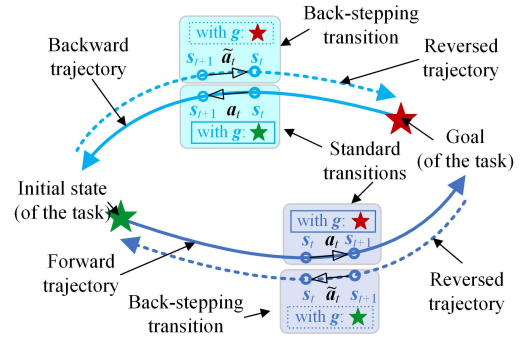 Back-stepping
transition
with g:
Backward
trajectory
Reversed
trajectory
s_{t+1} ã_t s_t
s_{t+1} a_t s_t
with g:
Goal
(of the task)
Standard
transitions
Initial state
(of the task)
with g:
s_t a_t s_{t+1}
Forward
trajectory
s_t ã_t s_{t+1}
Reversed
trajectory
Back-stepping
transition
with g: